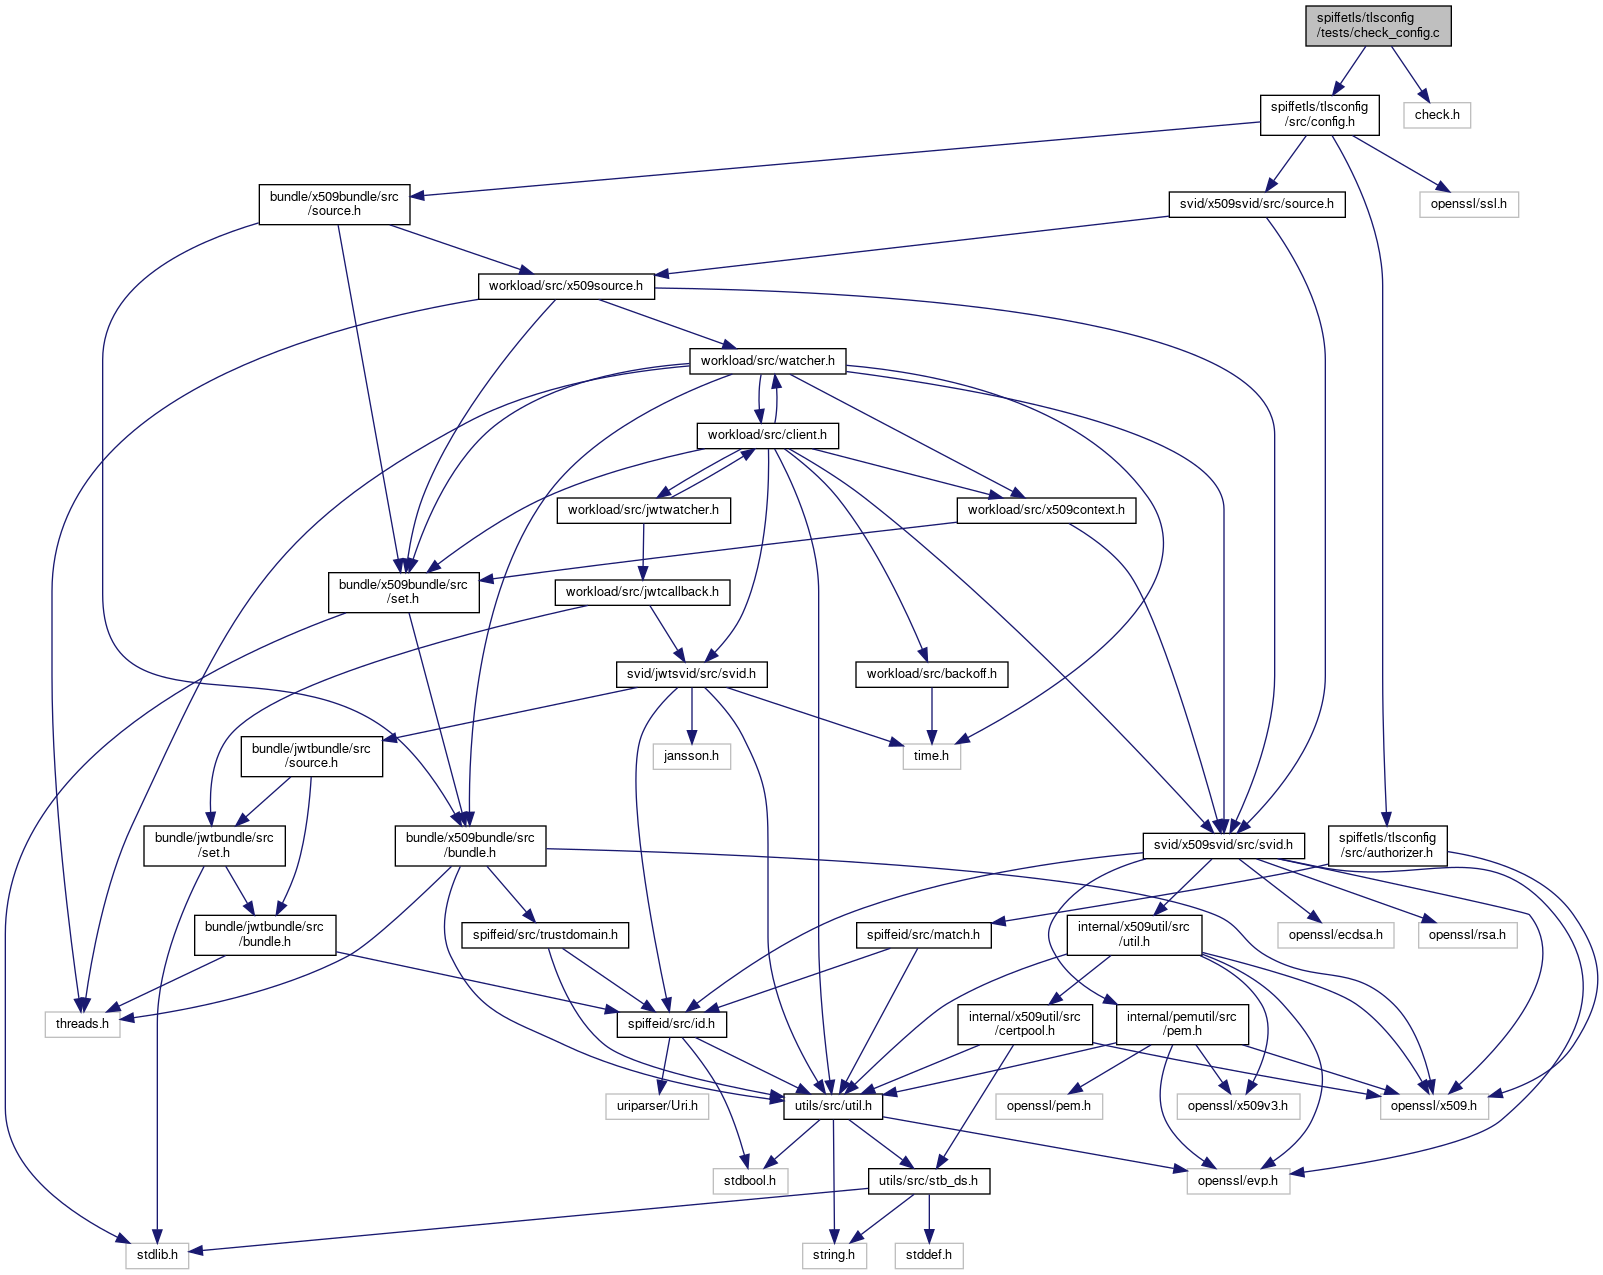 spiffetls/tlsconfig
/tests/check_config.c
spiffetls/tlsconfig
/src/config.h
check.h
bundle/x509bundle/src
/source.h
svid/x509svid/src/source.h
openssl/ssl.h
workload/src/x509source.h
workload/src/watcher.h
workload/src/client.h
workload/src/jwtwatcher.h
workload/src/x509context.h
bundle/x509bundle/src
/set.h
workload/src/jwtcallback.h
svid/jwtsvid/src/svid.h
workload/src/backoff.h
bundle/jwtbundle/src
/source.h
jansson.h
time.h
bundle/jwtbundle/src
/set.h
bundle/x509bundle/src
/bundle.h
svid/x509svid/src/svid.h
spiffetls/tlsconfig
/src/authorizer.h
bundle/jwtbundle/src
/bundle.h
spiffeid/src/trustdomain.h
spiffeid/src/match.h
internal/x509util/src
/util.h
openssl/ecdsa.h
openssl/rsa.h
threads.h
spiffeid/src/id.h
internal/x509util/src
/certpool.h
internal/pemutil/src
/pem.h
uriparser/Uri.h
utils/src/util.h
openssl/pem.h
openssl/x509v3.h
openssl/x509.h
stdbool.h
utils/src/stb_ds.h
openssl/evp.h
stdlib.h
string.h
stddef.h